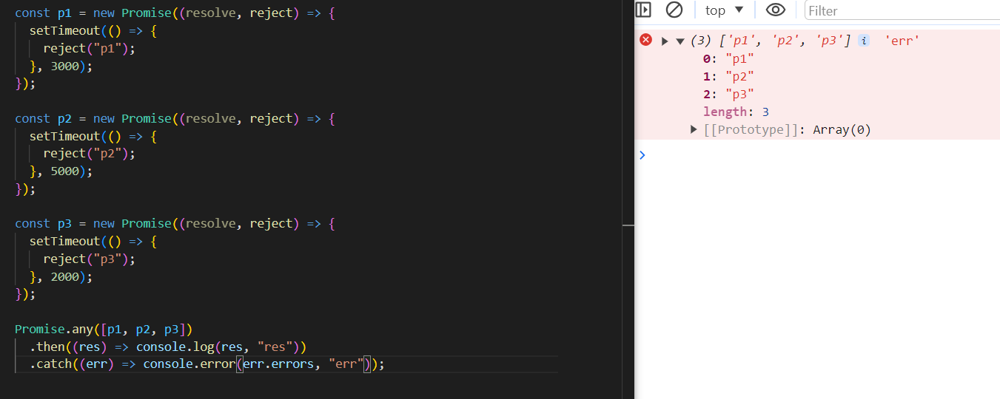 const p1 = new Promise((resolve, reject) => {
  setTimeout(() => {
    reject("p1");
  }, 3000);
});

const p2 = new Promise((resolve, reject) => {
  setTimeout(() => {
    reject("p2");
  }, 5000);
});

const p3 = new Promise((resolve, reject) => {
  setTimeout(() => {
    reject("p3");
  }, 2000);
});

Promise.any([p1, p2, p3])
  .then((res) => console.log(res, "res"))
  .catch((err) => console.error(err.errors, "err"));

top ▼ Filter
(3) ['p1', 'p2', 'p3'] i 'err'
0: "p1"
1: "p2"
2: "p3"
length: 3
[[Prototype]]: Array(0)